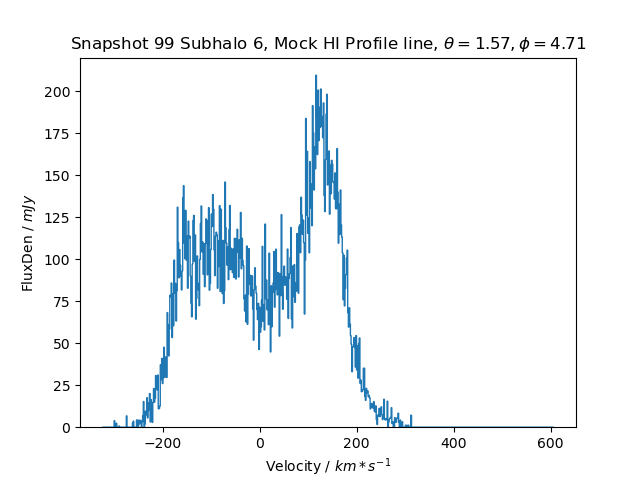 Snapshot 99 Subhalo 6, Mock HI Profile line, θ = 1.57, ϕ = 4.71
FluxDen / mJy
200
175
150
125
100
75
50
25
0
−200 0 200 400 600
Velocity / km * s⁻¹